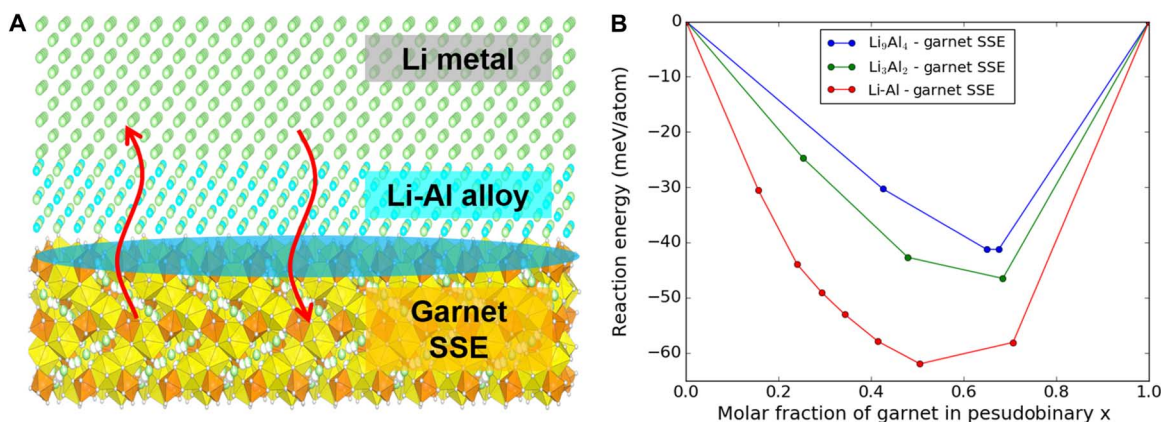 A
Li metal
Li-Al alloy
Garnet
SSE
B
Reaction energy (meV/atom)
0
−10
−20
−30
−40
−50
−60
Li₉Al₄ - garnet SSE
Li₃Al₂ - garnet SSE
Li-Al - garnet SSE
0.0 0.2 0.4 0.6 0.8 1.0
Molar fraction of garnet in pesudobinary x